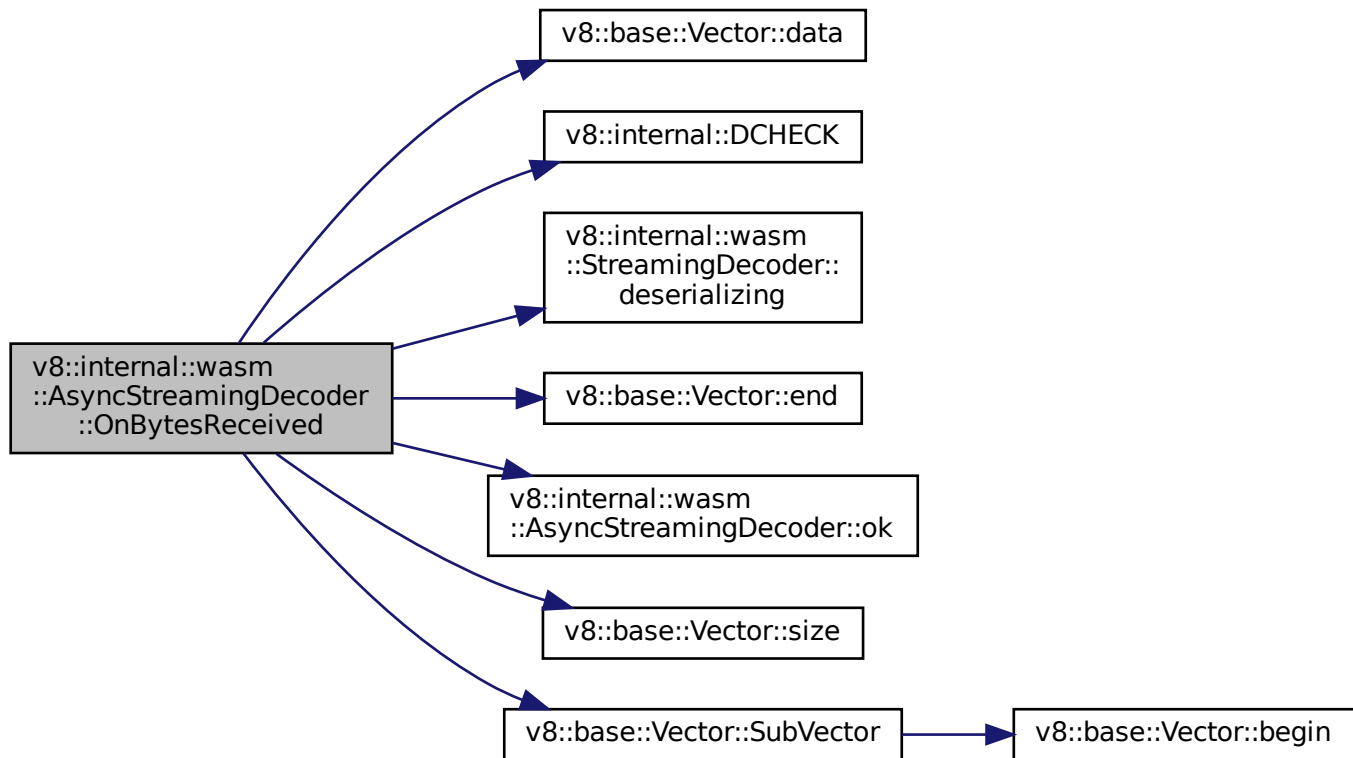 v8::base::Vector::data
v8::internal::DCHECK
v8::internal::wasm
::StreamingDecoder::
deserializing
v8::internal::wasm
::AsyncStreamingDecoder
::OnBytesReceived
v8::base::Vector::end
v8::internal::wasm
::AsyncStreamingDecoder::ok
v8::base::Vector::size
v8::base::Vector::SubVector
v8::base::Vector::begin